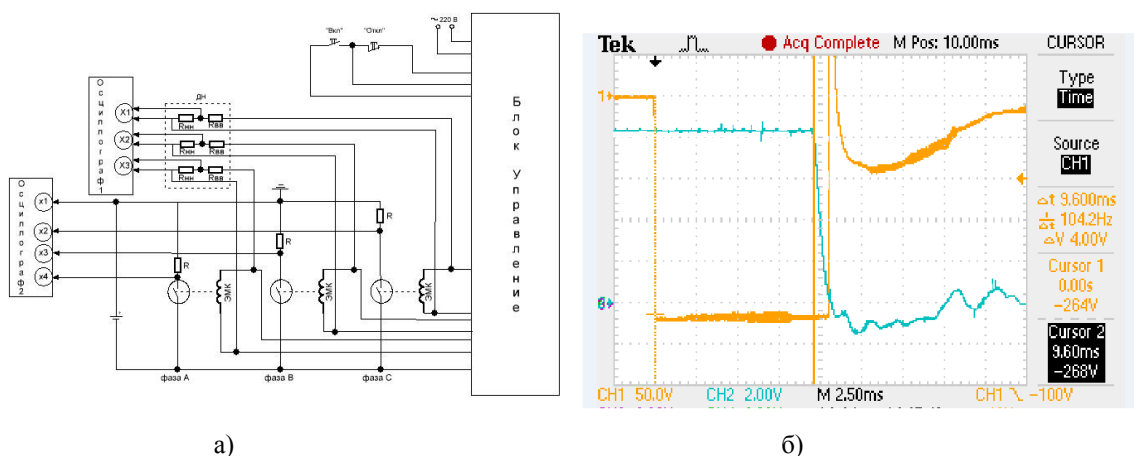 ~ 220 В
"Вкл" "Откл"
Осциллограф1
X1
X2
X3
ДН
Rнн Rвв
Rнн Rвв
Rнн Rвв
Осциллограф2
x1
x2
x3
x4
R
R
R
ЭМК
ЭМК
ЭМК
Блок Управление
фаза А
фаза В
фаза С
а)
Tek Acq Complete M Pos: 10.00ms CURSOR
Type
Time
Source
CH1
Δt 9.600ms
1/Δt 104.2Hz
ΔV 4.00V
Cursor 1
0.00s
-264V
Cursor 2
9.60ms
-268V
1+
CH1 50.0V CH2 2.00V M 2.50ms CH1 \ -100V
б)